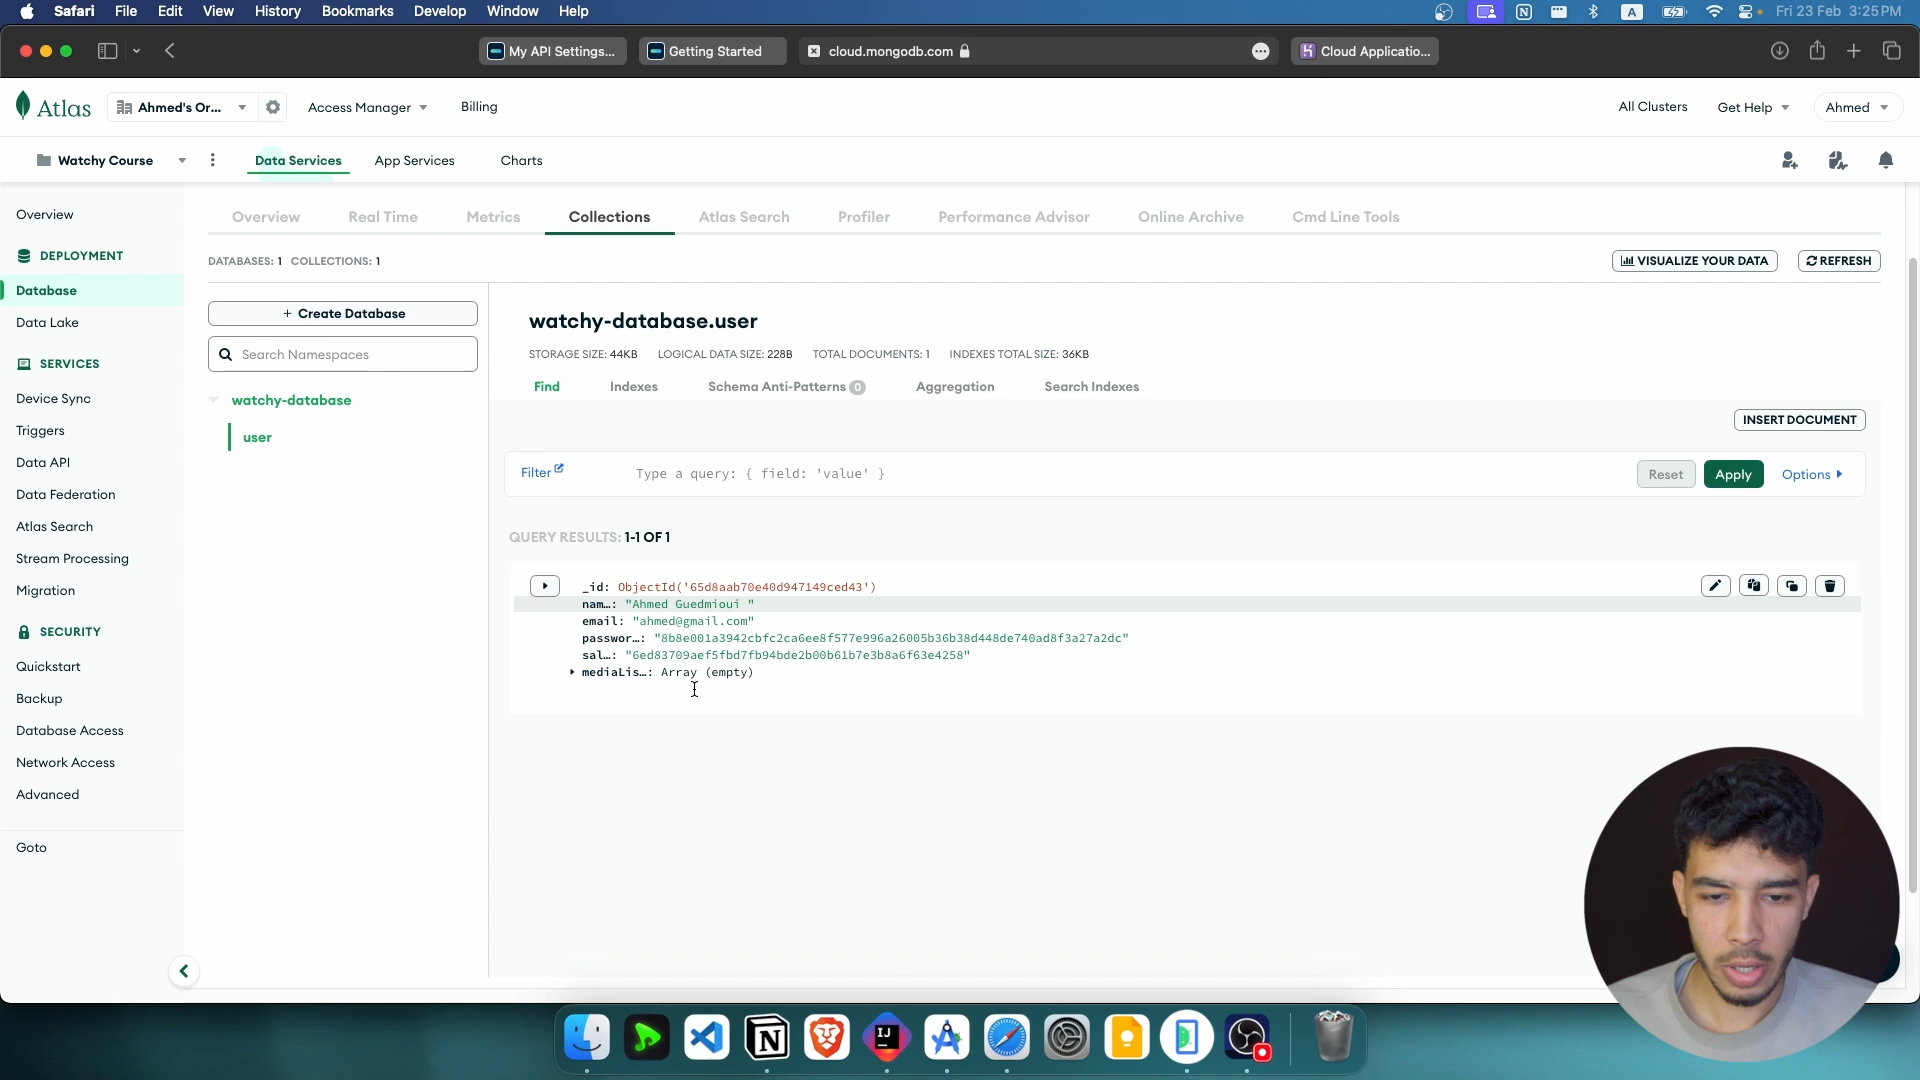 Safari File Edit View History Bookmarks Develop Window Help
A
Fri 23 Feb 3:25 PM
My API Settings...
Getting Started
cloud.mongodb.com
Cloud Applicatio...
Atlas
Ahmed's Or...
Access Manager
Billing
All Clusters
Get Help
Ahmed
Watchy Course
Data Services
App Services
Charts
Overview
DEPLOYMENT
Database
Data Lake
SERVICES
Device Sync
Triggers
Data API
Data Federation
Atlas Search
Stream Processing
Migration
SECURITY
Quickstart
Backup
Database Access
Network Access
Advanced
Goto
Overview Real Time Metrics Collections Atlas Search Profiler Performance Advisor Online Archive Cmd Line Tools
DATABASES: 1 COLLECTIONS: 1
VISUALIZE YOUR DATA
REFRESH
+ Create Database
Search Namespaces
watchy-database
user
watchy-database.user
STORAGE SIZE: 44KB LOGICAL DATA SIZE: 228B TOTAL DOCUMENTS: 1 INDEXES TOTAL SIZE: 36KB
Find Indexes Schema Anti-Patterns 0 Aggregation Search Indexes
INSERT DOCUMENT
Filter
Type a query: { field: 'value' }
Reset
Apply
Options
QUERY RESULTS: 1-1 OF 1
_id: ObjectId('65d8aab70e40d947149ced43')
nam…: "Ahmed Guedmioui "
email: "ahmed@gmail.com"
passwor…: "8b8e001a3942cbfc2ca6ee8f577e996a26005b36b38d448de740ad8f3a27a2dc"
sal…: "6ed83709aef5fbd7fb94bde2b00b61b7e3b8a6f63e4258"
mediaLis…: Array (empty)